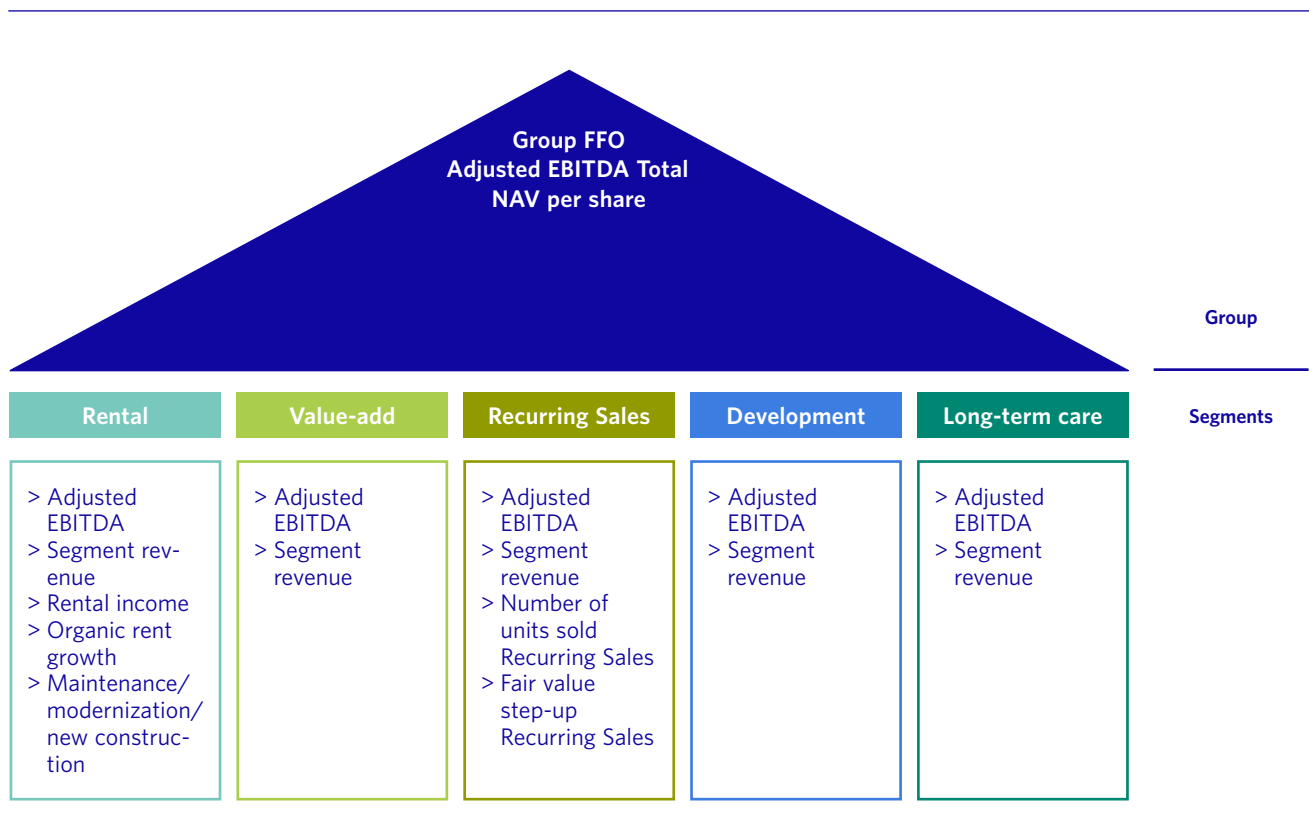 Group FFO
Adjusted EBITDA Total
NAV per share
Group
Rental
Value-add
Recurring Sales
Development
Long-term care
Segments
> Adjusted
EBITDA
> Segment rev-
enue
> Rental income
> Organic rent
growth
> Maintenance/
modernization/
new construc-
tion
> Adjusted
EBITDA
> Segment
revenue
> Adjusted
EBITDA
> Segment
revenue
> Number of
units sold
Recurring Sales
> Fair value
step-up
Recurring Sales
> Adjusted
EBITDA
> Segment
revenue
> Adjusted
EBITDA
> Segment
revenue